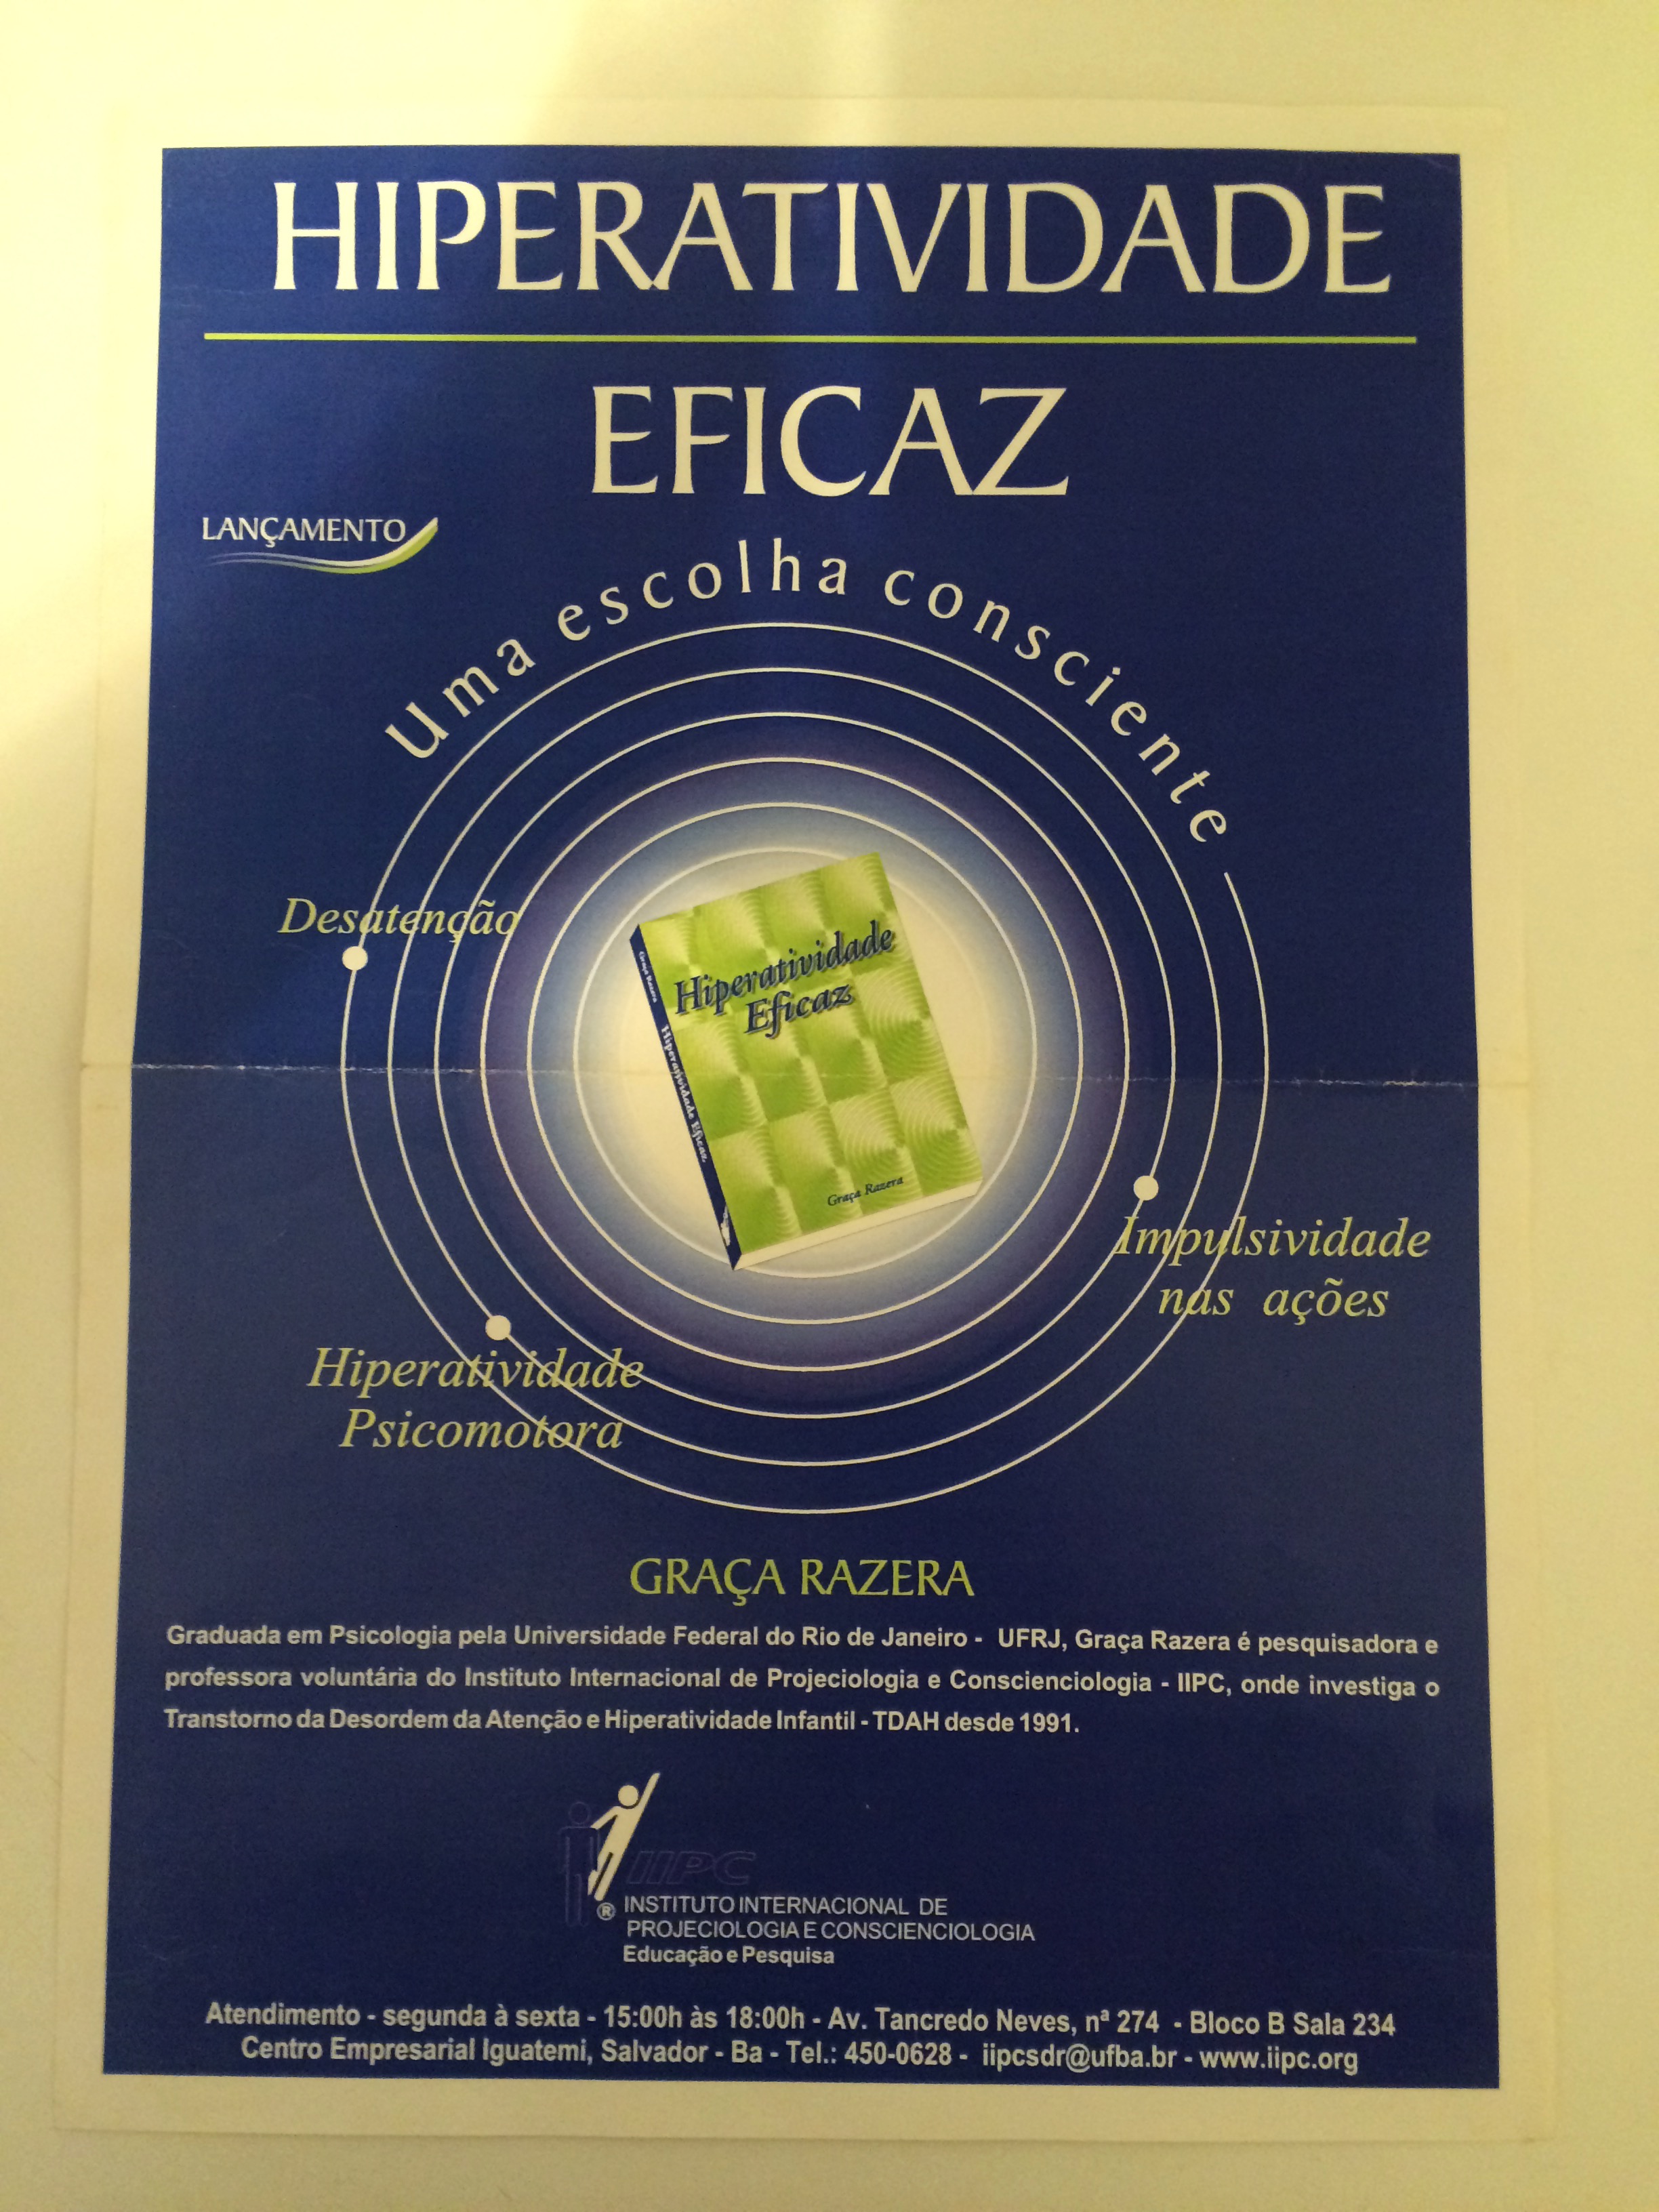 HIPERATIVIDADE
EFICAZ
LANÇAMENTO
Uma escolha consciente
Desatenção
Hiperatividade
Eficaz
Graça Razera
Hiperatividade Eficaz
Graça Razera
Impulsividade
nas ações
Hiperatividade
Psicomotora
GRAÇA RAZERA
Graduada em Psicologia pela Universidade Federal do Rio de Janeiro - UFRJ, Graça Razera é pesquisadora e
professora voluntária do Instituto Internacional de Projeciologia e Conscienciologia - IIPC, onde investiga o
Transtorno da Desordem da Atenção e Hiperatividade Infantil - TDAH desde 1991.
IIPC
® INSTITUTO INTERNACIONAL DE
PROJECIOLOGIA E CONSCIENCIOLOGIA
Educação e Pesquisa
Atendimento - segunda à sexta - 15:00h às 18:00h - Av. Tancredo Neves, nª 274 - Bloco B Sala 234
Centro Empresarial Iguatemi, Salvador - Ba - Tel.: 450-0628 - iipcsdr@ufba.br - www.iipc.org